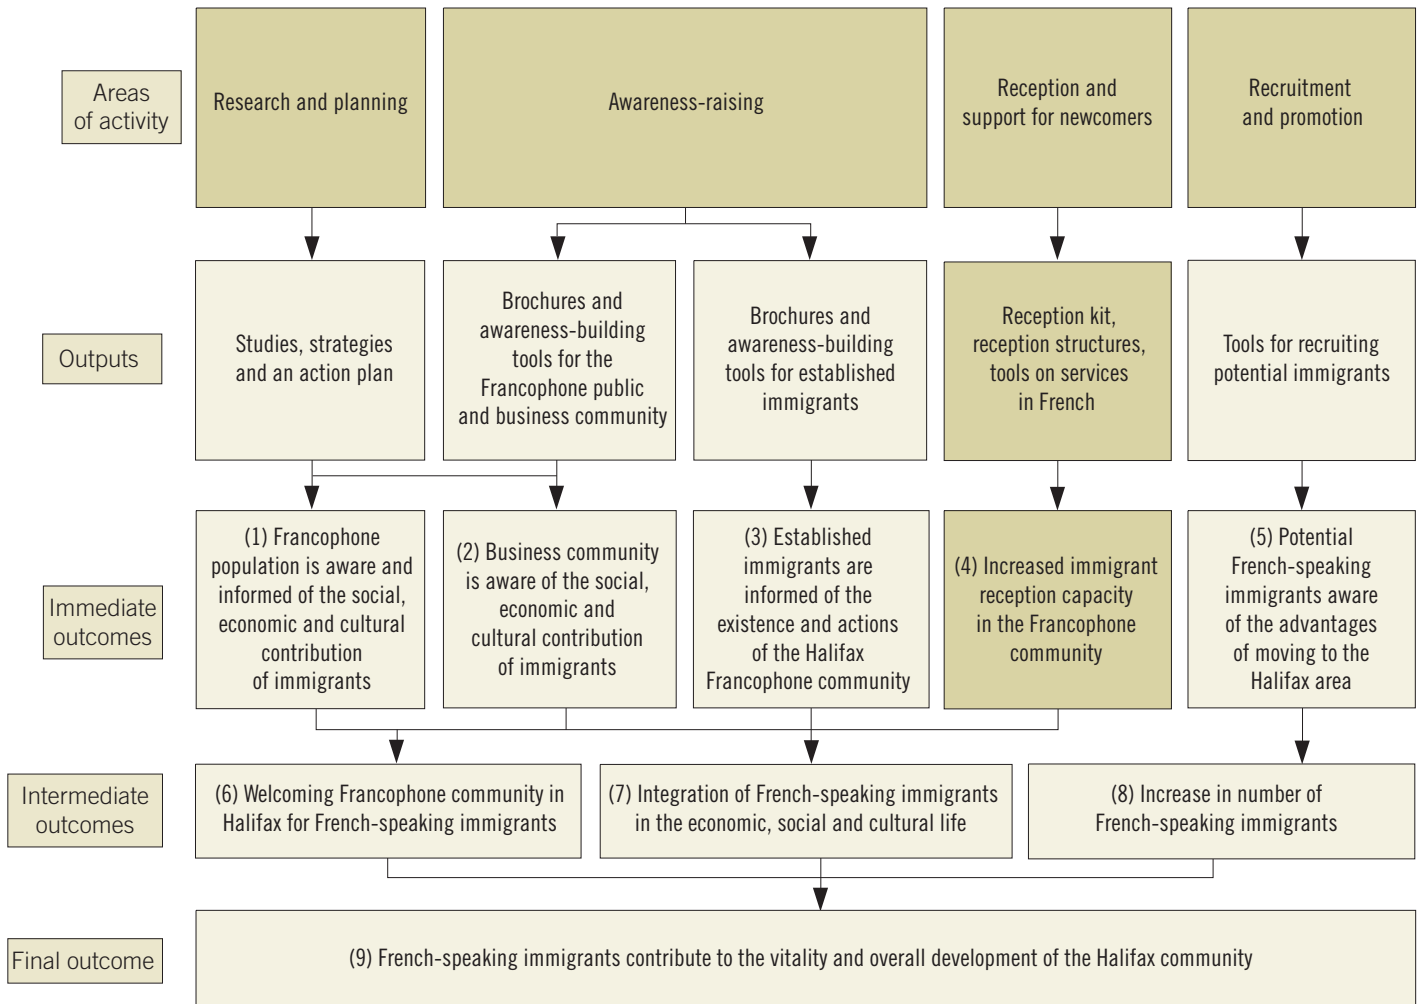 Areas
of activity
Research and planning
Awareness-raising
Reception and
support for newcomers
Recruitment
and promotion
Outputs
Studies, strategies
and an action plan
Brochures and
awareness-building
tools for the
Francophone public
and business community
Brochures and
awareness-building
tools for established
immigrants
Reception kit,
reception structures,
tools on services
in French
Tools for recruiting
potential immigrants
Immediate
outcomes
(1) Francophone
population is aware and
informed of the social,
economic and cultural
contribution
of immigrants
(2) Business community
is aware of the social,
economic and
cultural contribution
of immigrants
(3) Established
immigrants are
informed of the
existence and actions
of the Halifax
Francophone community
(4) Increased immigrant
reception capacity
in the Francophone
community
(5) Potential
French-speaking
immigrants aware
of the advantages
of moving to the
Halifax area
Intermediate
outcomes
(6) Welcoming Francophone community in
Halifax for French-speaking immigrants
(7) Integration of French-speaking immigrants
in the economic, social and cultural life
(8) Increase in number of
French-speaking immigrants
Final outcome
(9) French-speaking immigrants contribute to the vitality and overall development of the Halifax community